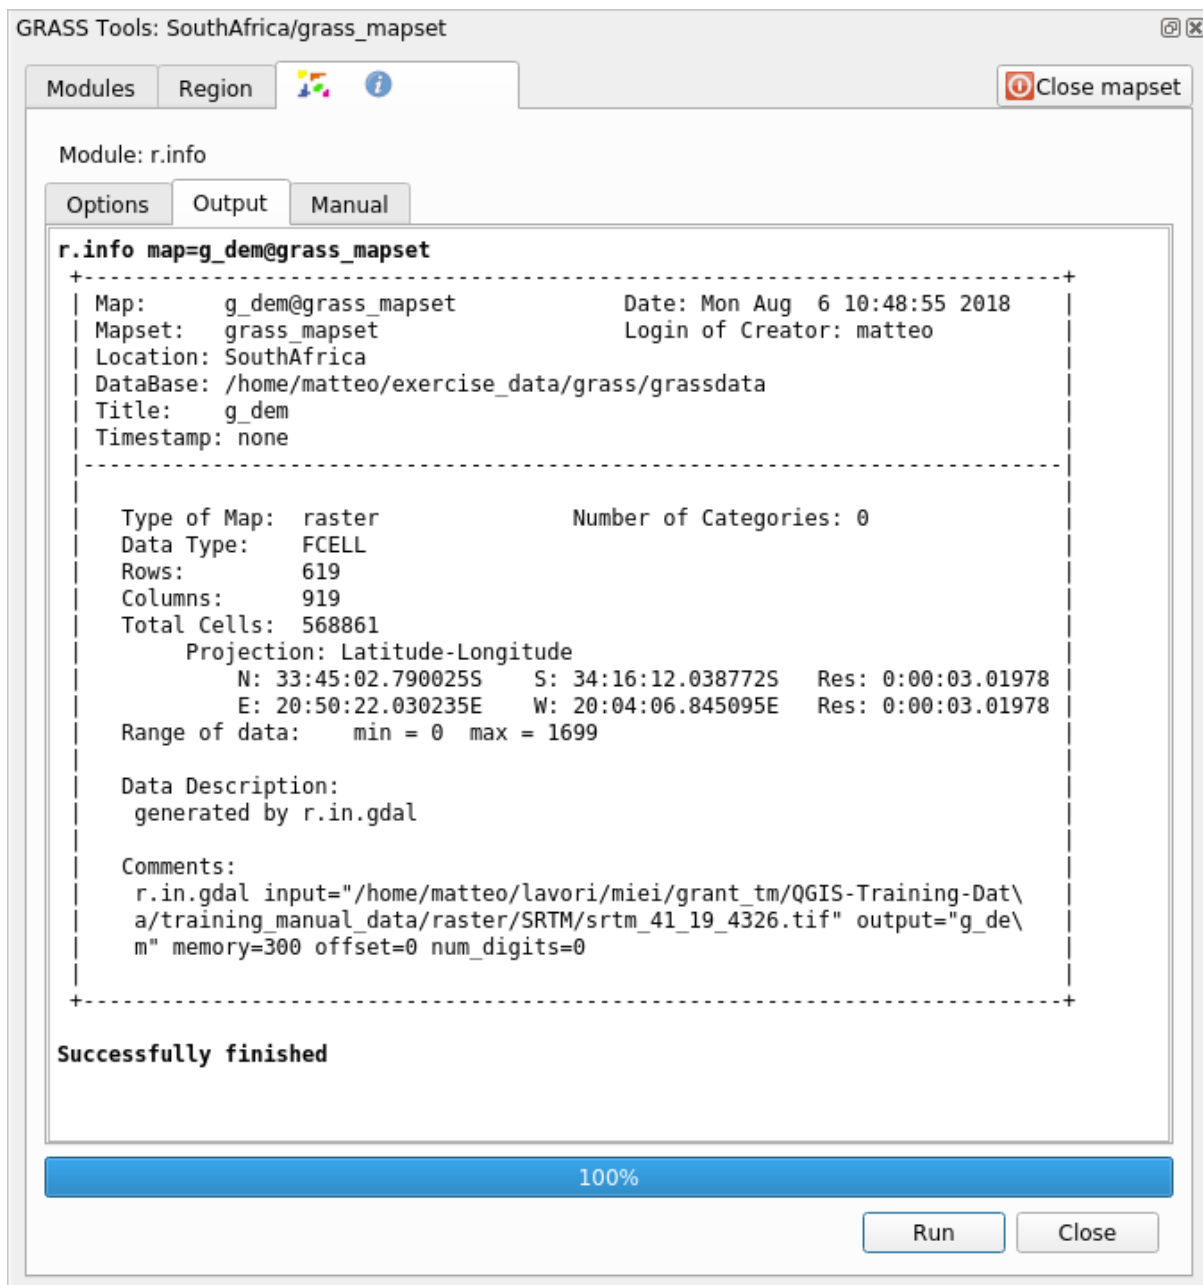 GRASS Tools: SouthAfrica/grass_mapset
Modules Region Close mapset
Module: r.info
Options Output Manual
r.info map=g_dem@grass_mapset
+----------------------------------------------------------------------------+
| Map:      g_dem@grass_mapset             Date: Mon Aug  6 10:48:55 2018    |
| Mapset:   grass_mapset                   Login of Creator: matteo          |
| Location: SouthAfrica                                                      |
| DataBase: /home/matteo/exercise_data/grass/grassdata                       |
| Title:    g_dem                                                            |
| Timestamp: none                                                            |
|----------------------------------------------------------------------------|
|                                                                            |
|   Type of Map:  raster               Number of Categories: 0               |
|   Data Type:    FCELL                                                      |
|   Rows:         619                                                        |
|   Columns:      919                                                        |
|   Total Cells:  568861                                                     |
|        Projection: Latitude-Longitude                                      |
|            N: 33:45:02.790025S    S: 34:16:12.038772S   Res: 0:00:03.01978 |
|            E: 20:50:22.030235E    W: 20:04:06.845095E   Res: 0:00:03.01978 |
|   Range of data:    min = 0  max = 1699                                    |
|                                                                            |
|   Data Description:                                                        |
|    generated by r.in.gdal                                                  |
|                                                                            |
|   Comments:                                                                |
|    r.in.gdal input="/home/matteo/lavori/miei/grant_tm/QGIS-Training-Dat\   |
|    a/training_manual_data/raster/SRTM/srtm_41_19_4326.tif" output="g_de\   |
|    m" memory=300 offset=0 num_digits=0                                     |
|                                                                            |
+----------------------------------------------------------------------------+
Successfully finished
100%
Run Close